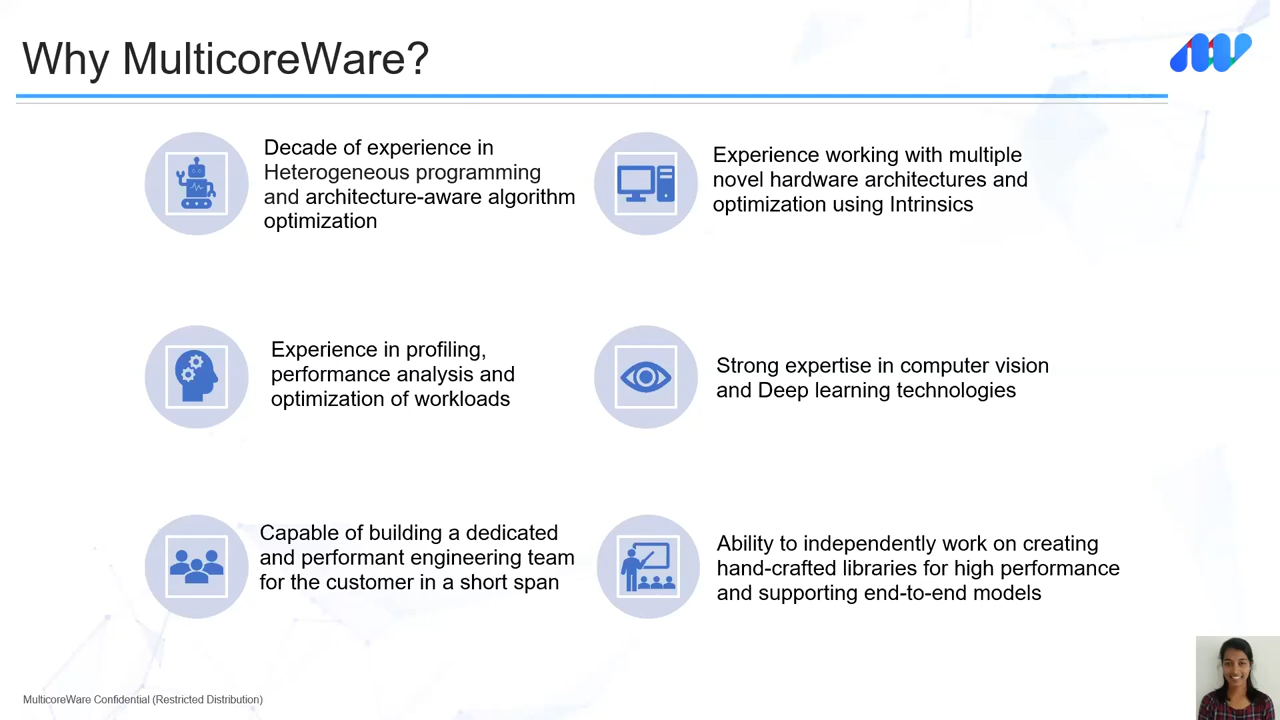 Why MulticoreWare?
Decade of experience in
Heterogeneous programming
and architecture-aware algorithm
optimization
Experience working with multiple
novel hardware architectures and
optimization using Intrinsics
Experience in profiling,
performance analysis and
optimization of workloads
Strong expertise in computer vision
and Deep learning technologies
Capable of building a dedicated
and performant engineering team
for the customer in a short span
Ability to independently work on creating
hand-crafted libraries for high performance
and supporting end-to-end models
MulticoreWare Confidential (Restricted Distribution)